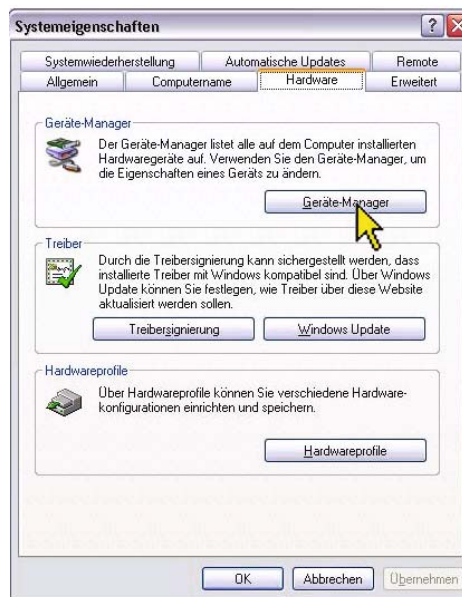 Systemeigenschaften
Systemwiederherstellung Automatische Updates Remote
Allgemein Computername Hardware Erweitert
Geräte-Manager
Der Geräte-Manager listet alle auf dem Computer installierten
Hardwaregeräte auf. Verwenden Sie den Geräte-Manager, um
die Eigenschaften eines Geräts zu ändern.
Geräte-Manager
Treiber
Durch die Treibersignierung kann sichergestellt werden, dass
installierte Treiber mit Windows kompatibel sind. Über Windows
Update können Sie festlegen, wie Treiber über diese Website
aktualisiert werden sollen.
Treibersignierung Windows Update
Hardwareprofile
Über Hardwareprofile können Sie verschiedene Hardware-
konfigurationen einrichten und speichern.
Hardwareprofile
OK Abbrechen Übernehmen